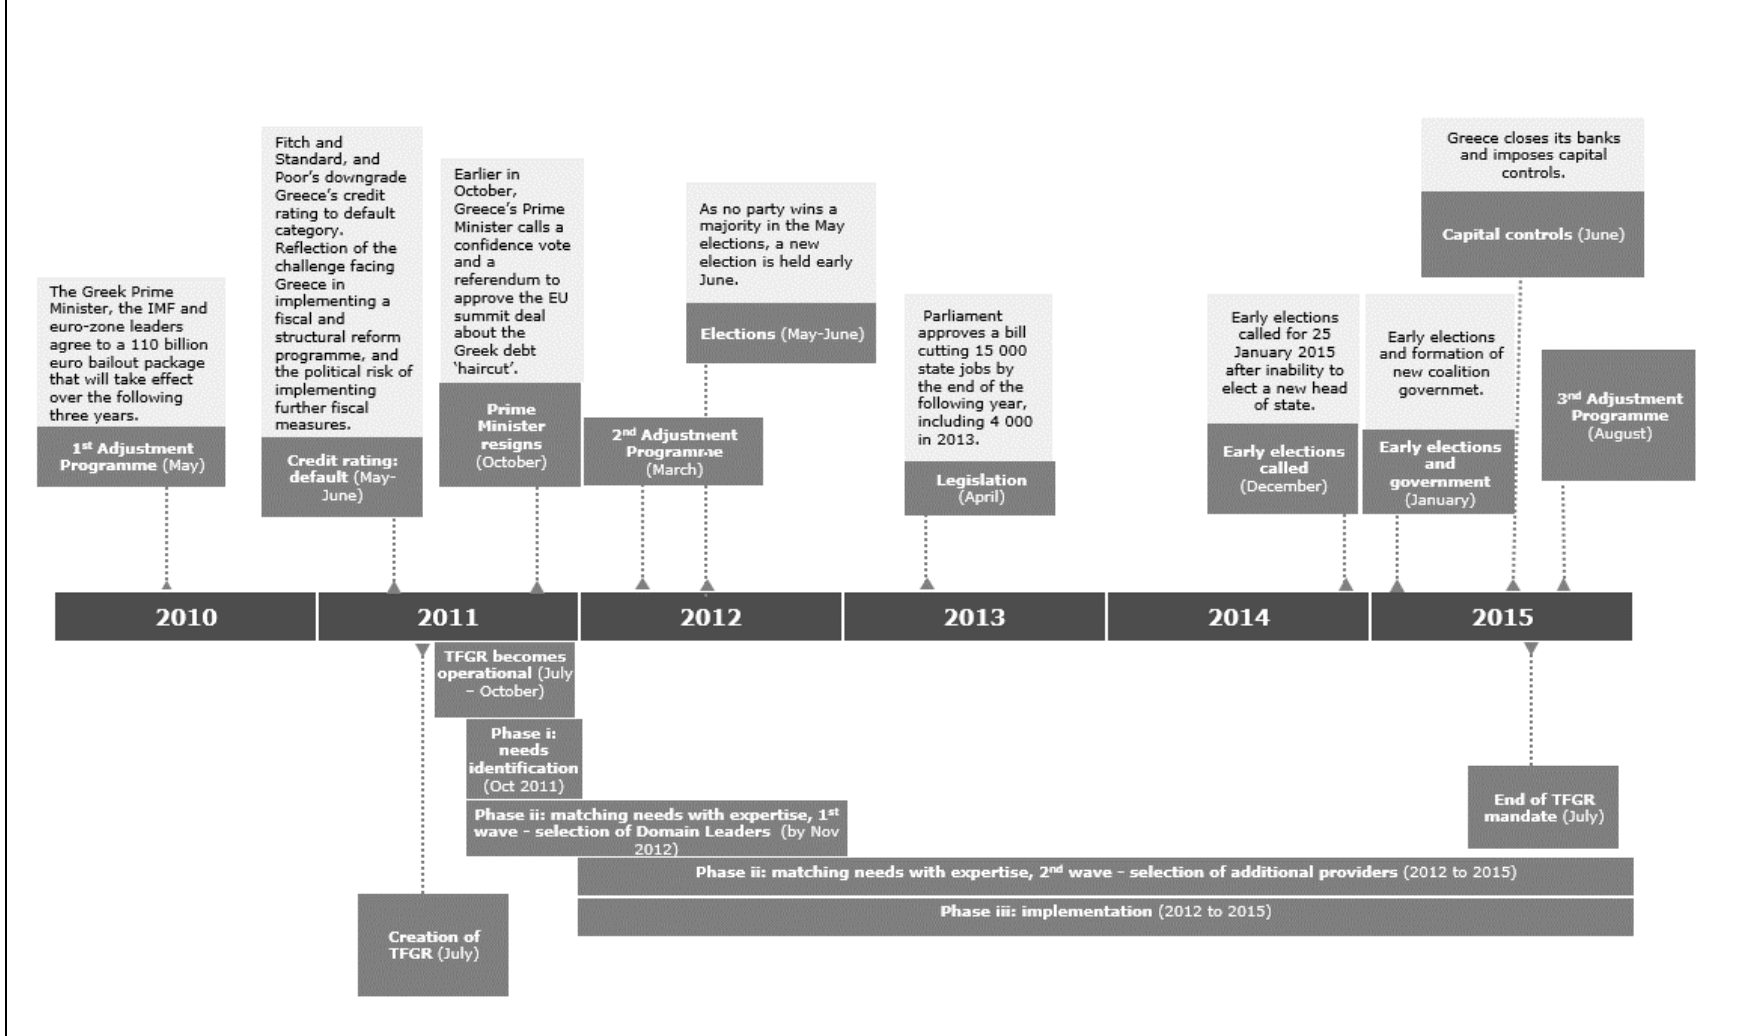 The Greek Prime
Minister, the IMF and
euro-zone leaders
agree to a 110 billion
euro bailout package
that will take effect
over the following
three years.
1st Adjustment
Programme (May)
Fitch and
Standard, and
Poor's downgrade
Greece's credit
rating to default
category.
Reflection of the
challenge facing
Greece in
implementing a
fiscal and
structural reform
programme, and
the political risk of
implementing
further fiscal
measures.
Credit rating:
default (May-
June)
Earlier in
October,
Greece's Prime
Minister calls a
confidence vote
and a
referendum to
approve the EU
summit deal
about the
Greek debt
'haircut'.
Prime
Minister
resigns
(October)
2nd Adjustment
Programme
(March)
As no party wins a
majority in the May
elections, a new
election is held early
June.
Elections (May-June)
Parliament
approves a bill
cutting 15 000
state jobs by
the end of the
following year,
including 4 000
in 2013.
Legislation
(April)
Early elections
called for 25
January 2015
after inability to
elect a new head
of state.
Early elections
called
(December)
Early elections
and formation of
new coalition
governmet.
Early elections
and
government
(January)
Greece closes its banks
and imposes capital
controls.
Capital controls (June)
3nd Adjustment
Programme
(August)
2010
2011
2012
2013
2014
2015
TFGR becomes
operational (July
– October)
Phase i:
needs
identification
(Oct 2011)
Phase ii: matching needs with expertise, 1st
wave - selection of Domain Leaders (by Nov
2012)
Phase ii: matching needs with expertise, 2nd wave - selection of additional providers (2012 to 2015)
Phase iii: implementation (2012 to 2015)
Creation of
TFGR (July)
End of TFGR
mandate (July)